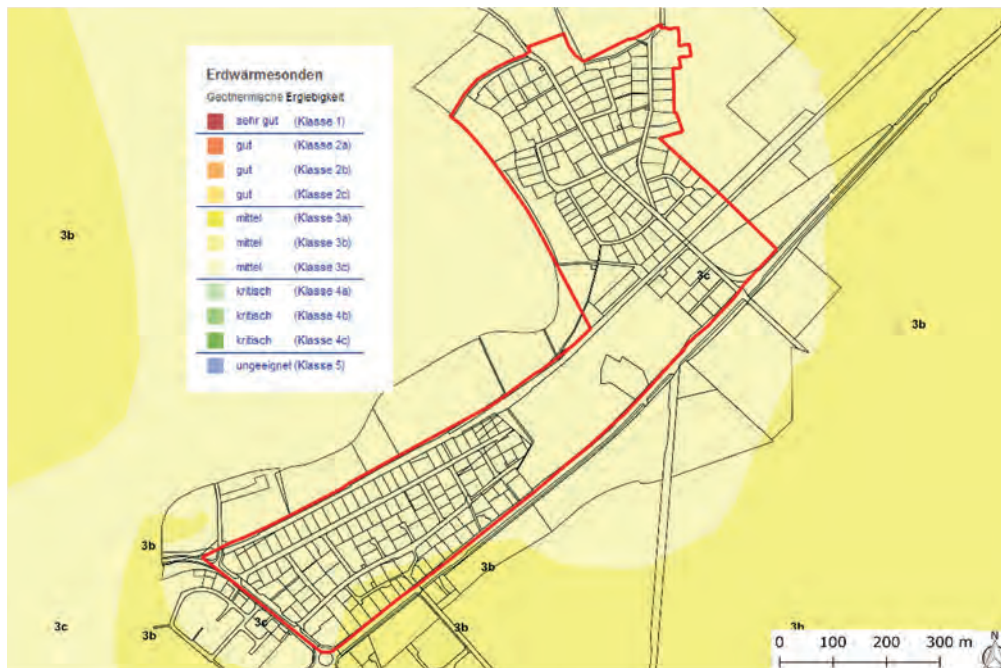 Erdwärmesonden
Geothermische Ergiebigkeit
sehr gut (Klasse 1)
gut (Klasse 2a)
gut (Klasse 2b)
gut (Klasse 2c)
mittel (Klasse 3a)
mittel (Klasse 3b)
mittel (Klasse 3c)
kritisch (Klasse 4a)
kritisch (Klasse 4b)
kritisch (Klasse 4c)
ungeeignet (Klasse 5)
3b
3c
3b
3b
3b
3c
3b
3c
3b
3b
0 100 200 300 m
N